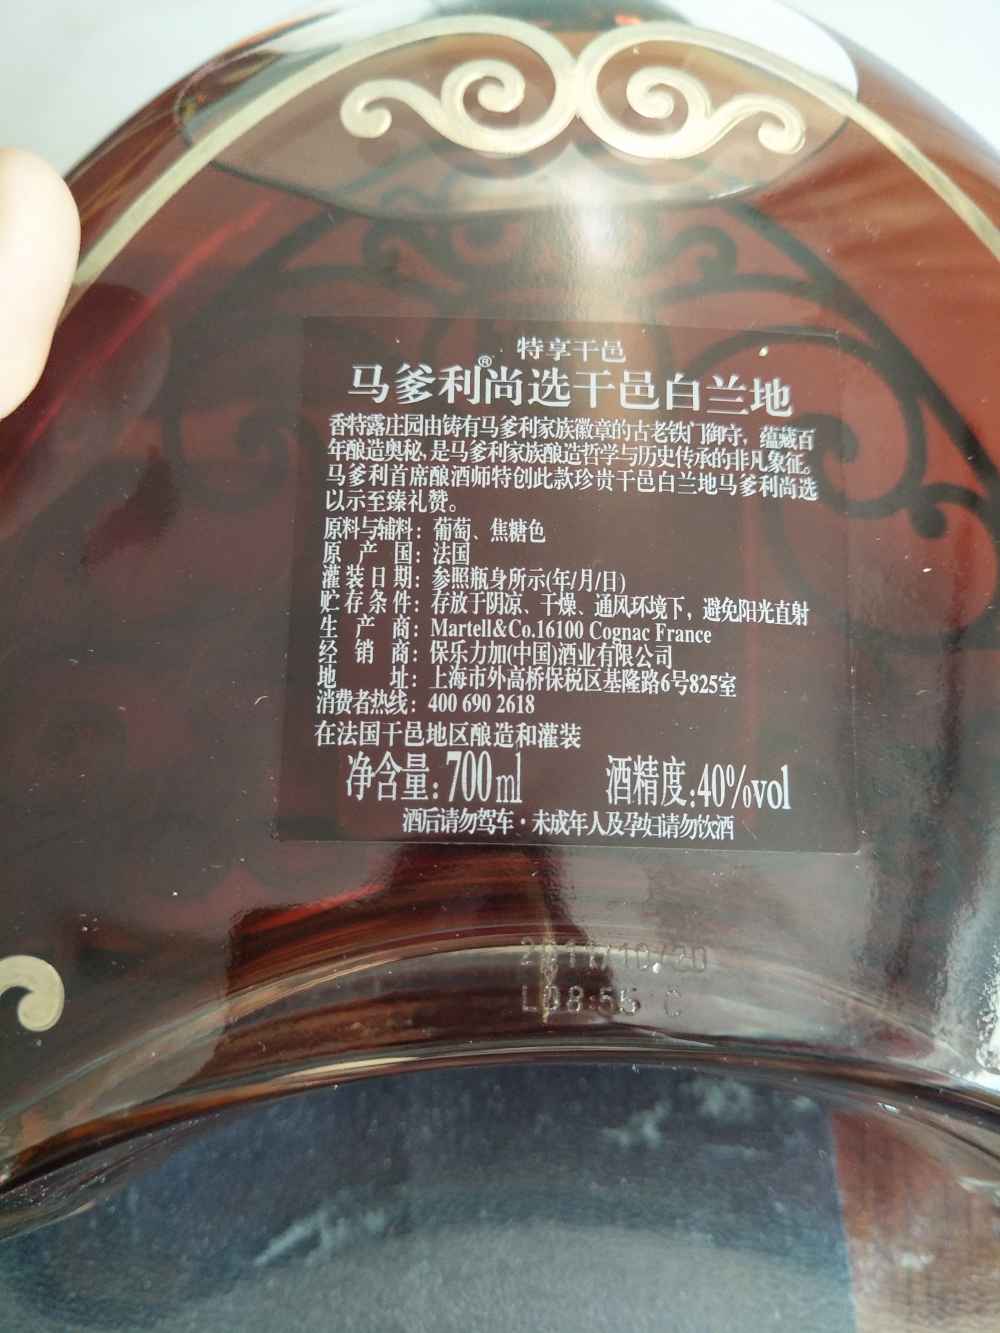 特享干邑
马爹利®尚选干邑白兰地
香特露庄园由铸有马爹利家族徽章的古老铁门御守，蕴藏百
年酿造奥秘，是马爹利家族酿造哲学与历史传承的非凡象征。
马爹利首席酿酒师特创此款珍贵干邑白兰地马爹利尚选
以示至臻礼赞。
原料与辅料：葡萄、焦糖色
原产国：法国
灌装日期：参照瓶身所示(年/月/日)
贮存条件：存放于阴凉、干燥、通风环境下，避免阳光直射
生产商：Martell&Co.16100 Cognac France
经销商：保乐力加(中国)酒业有限公司
地址：上海市外高桥保税区基隆路6号825室
消费者热线：400 690 2618
在法国干邑地区酿造和灌装
净含量：700ml 酒精度：40%vol
酒后请勿驾车·未成年人及孕妇请勿饮酒
/10/20